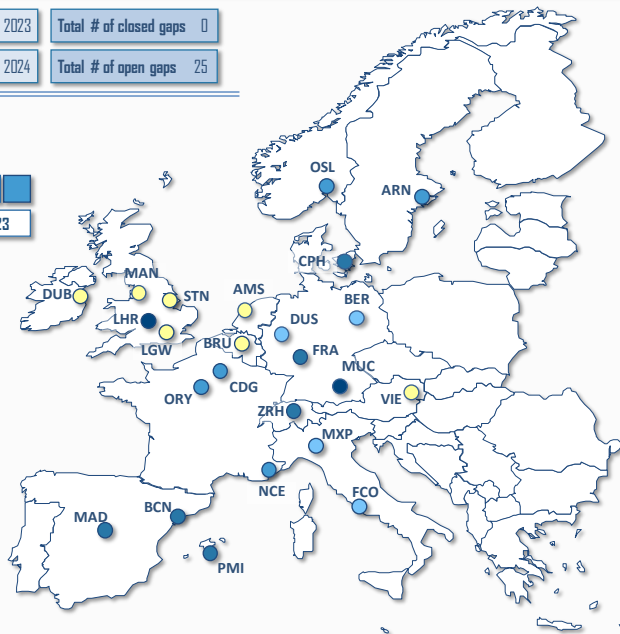 2023 Total # of closed gaps 0
2024 Total # of open gaps 25
23
OSL
ARN
CPH
MAN
DUB
STN
AMS
BER
LHR
DUS
LGW
BRU
FRA
MUC
CDG
ORY
VIE
ZRH
MXP
NCE
FCO
BCN
MAD
PMI